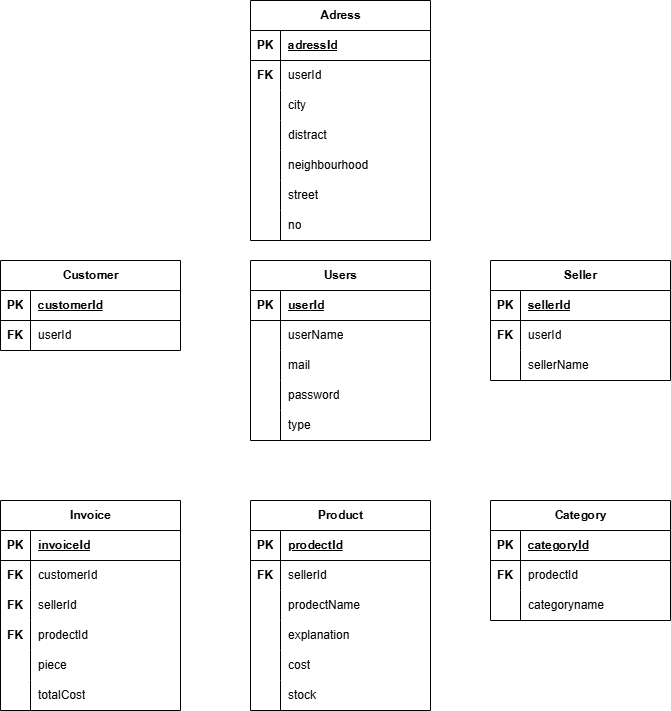 Adress
PK adressId
FK userId
city
distract
neighbourhood
street
no
Customer
PK customerId
FK userId
Users
PK userId
userName
mail
password
type
Seller
PK sellerId
FK userId
sellerName
Invoice
PK invoiceId
FK customerId
FK sellerId
FK prodectId
piece
totalCost
Product
PK prodectId
FK sellerId
prodectName
explanation
cost
stock
Category
PK categoryId
FK prodectId
categoryname